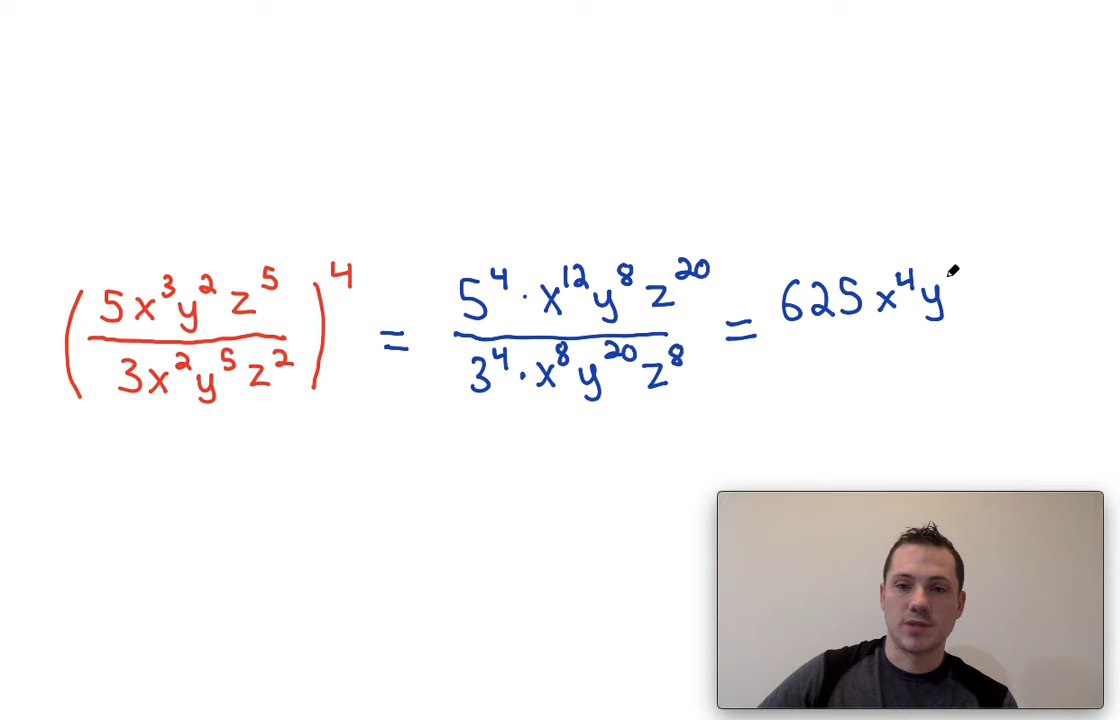 (5x³y²z⁵ / 3x²y⁵z²)⁴ = 5⁴ · x¹²y⁸z²⁰ / 3⁴ · x⁸y²⁰z⁸ = 625x⁴y